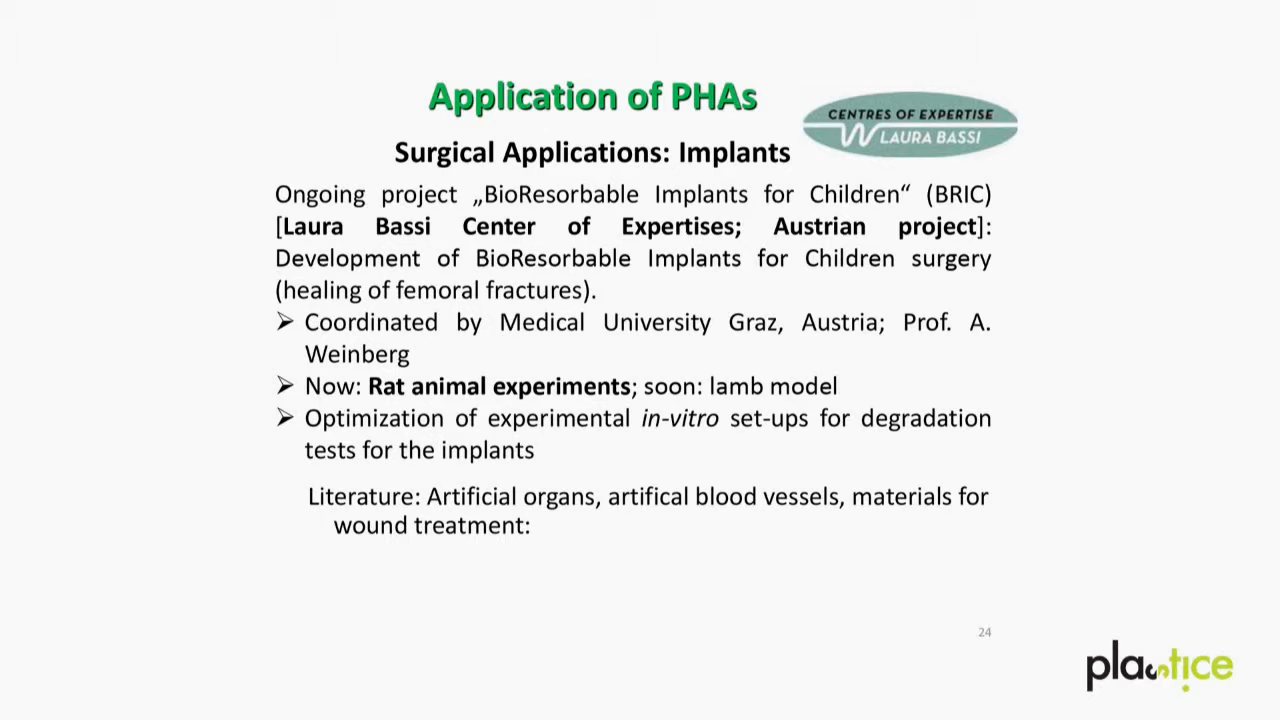 Application of PHAs
CENTRES OF EXPERTISE
LAURA BASSI
Surgical Applications: Implants
Ongoing project „BioResorbable Implants for Children“ (BRIC)
[Laura Bassi Center of Expertises; Austrian project]:
Development of BioResorbable Implants for Children surgery
(healing of femoral fractures).
➢ Coordinated by Medical University Graz, Austria; Prof. A.
Weinberg
➢ Now: Rat animal experiments; soon: lamb model
➢ Optimization of experimental in-vitro set-ups for degradation
tests for the implants
Literature: Artificial organs, artifical blood vessels, materials for
wound treatment:
24
plastice